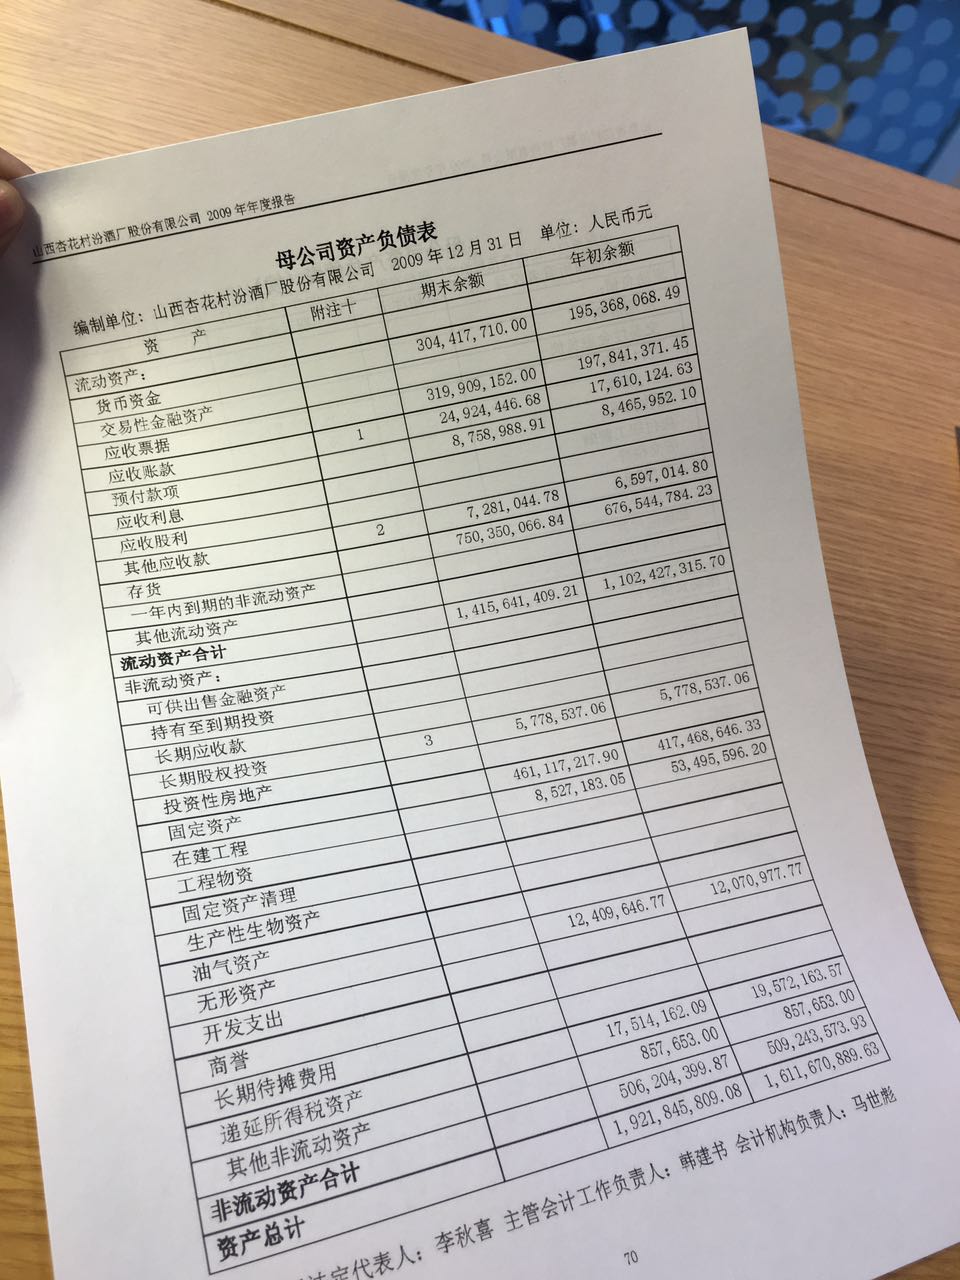 山西杏花村汾酒厂股份有限公司 2009 年年度报告
母公司资产负债表
编制单位：山西杏花村汾酒厂股份有限公司 2009 年 12 月 31 日 单位：人民币元
资 产 附注十 期末余额 年初余额
流动资产：
货币资金 304,417,710.00 195,368,068.49
交易性金融资产
应收票据 319,909,152.00 197,841,371.45
应收账款 1 24,924,446.68 17,610,124.63
预付款项 8,758,988.91 8,465,952.10
应收利息
应收股利
其他应收款 2 7,281,044.78 6,597,014.80
存货 750,350,066.84 676,544,784.23
一年内到期的非流动资产
其他流动资产
流动资产合计 1,415,641,409.21 1,102,427,315.70
非流动资产：
可供出售金融资产
持有至到期投资
长期应收款
长期股权投资 3 5,778,537.06 5,778,537.06
投资性房地产
固定资产 461,117,217.90 417,468,646.33
在建工程 8,527,183.05 53,495,596.20
工程物资
固定资产清理
生产性生物资产
油气资产
无形资产 12,409,646.77 12,070,977.77
开发支出
商誉
长期待摊费用
递延所得税资产 17,514,162.09 19,572,163.57
其他非流动资产 857,653.00 857,653.00
非流动资产合计 506,204,399.87 509,243,573.93
资产总计 1,921,845,809.08 1,611,670,889.63
定代表人：李秋喜 主管会计工作负责人：韩建书 会计机构负责人：马世彪
70